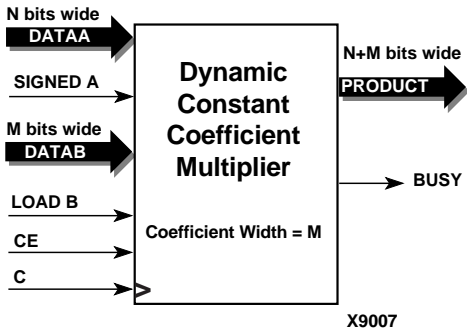 N bits wide
DATAA
SIGNED A
M bits wide
DATAB
LOAD B
CE
C
Dynamic
Constant
Coefficient
Multiplier
Coefficient Width = M
N+M bits wide
PRODUCT
BUSY
X9007